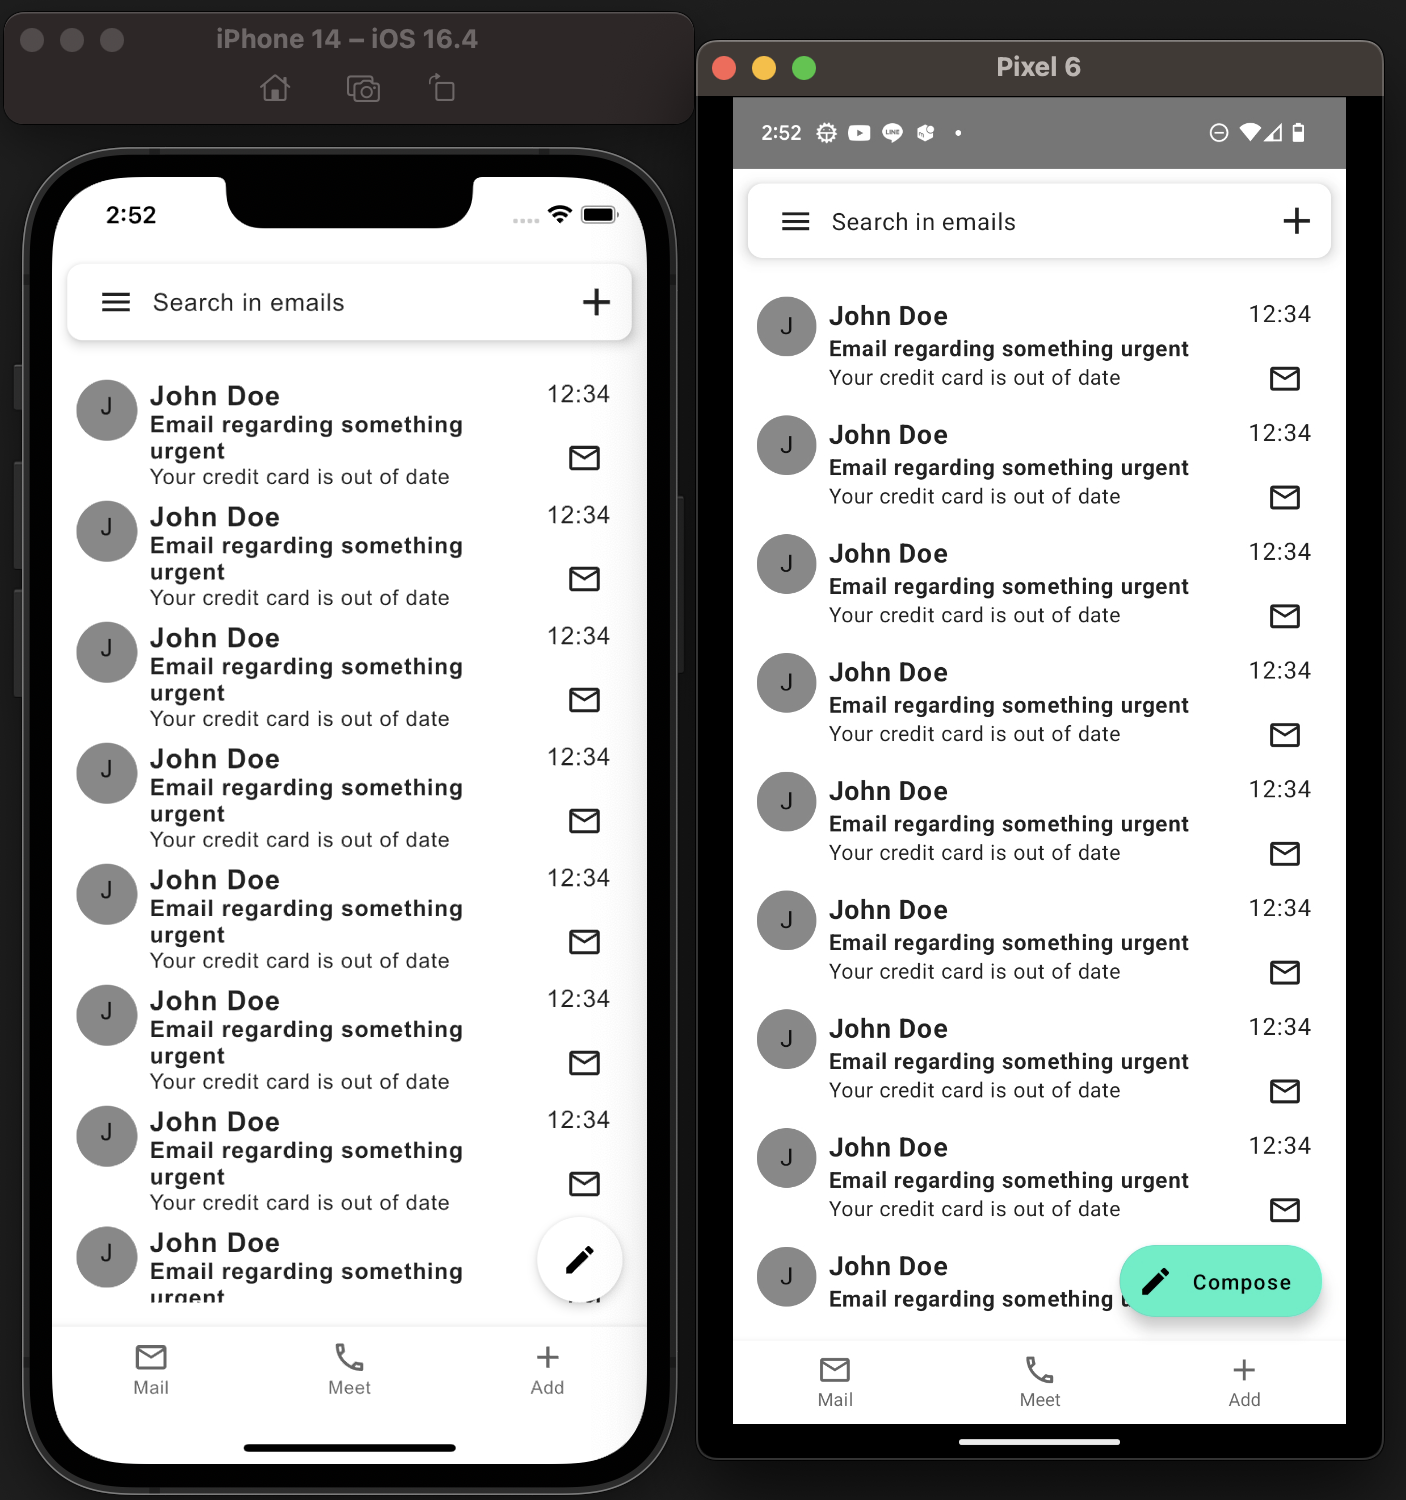 iPhone 14 – iOS 16.4
2:52
Search in emails
J
John Doe
12:34
Email regarding something
urgent
Your credit card is out of date
J
John Doe
12:34
Email regarding something
urgent
Your credit card is out of date
J
John Doe
12:34
Email regarding something
urgent
Your credit card is out of date
J
John Doe
12:34
Email regarding something
urgent
Your credit card is out of date
J
John Doe
12:34
Email regarding something
urgent
Your credit card is out of date
J
John Doe
12:34
Email regarding something
urgent
Your credit card is out of date
J
John Doe
12:34
Email regarding something
urgent
Your credit card is out of date
J
John Doe
Email regarding something
urgent
Mail
Meet
Add
Pixel 6
2:52
LINE
Search in emails
J
John Doe
12:34
Email regarding something urgent
Your credit card is out of date
J
John Doe
12:34
Email regarding something urgent
Your credit card is out of date
J
John Doe
12:34
Email regarding something urgent
Your credit card is out of date
J
John Doe
12:34
Email regarding something urgent
Your credit card is out of date
J
John Doe
12:34
Email regarding something urgent
Your credit card is out of date
J
John Doe
12:34
Email regarding something urgent
Your credit card is out of date
J
John Doe
12:34
Email regarding something urgent
Your credit card is out of date
J
John Doe
12:34
Email regarding something urgent
Your credit card is out of date
J
John Doe
Email regarding something
Compose
Mail
Meet
Add